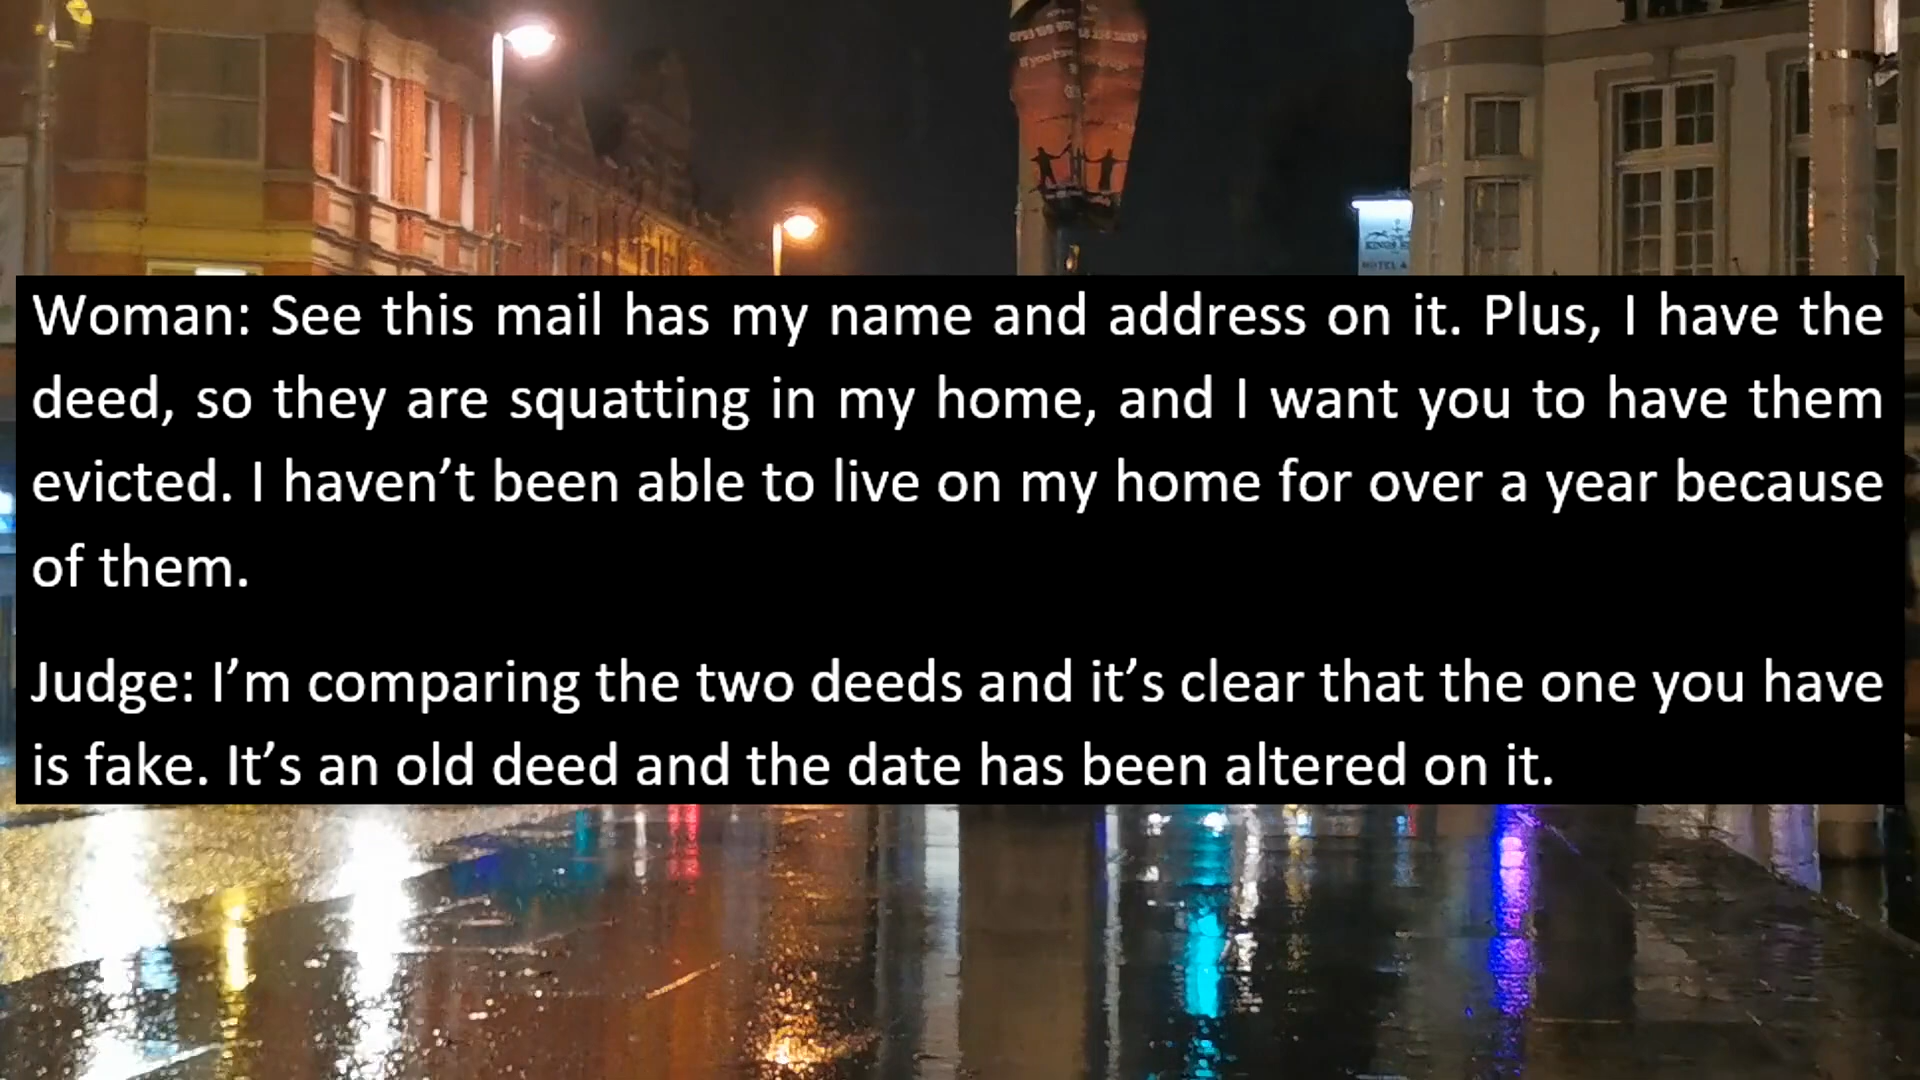 Woman: See this mail has my name and address on it. Plus, I have the
deed, so they are squatting in my home, and I want you to have them
evicted. I haven’t been able to live on my home for over a year because
of them.
Judge: I’m comparing the two deeds and it’s clear that the one you have
is fake. It’s an old deed and the date has been altered on it.